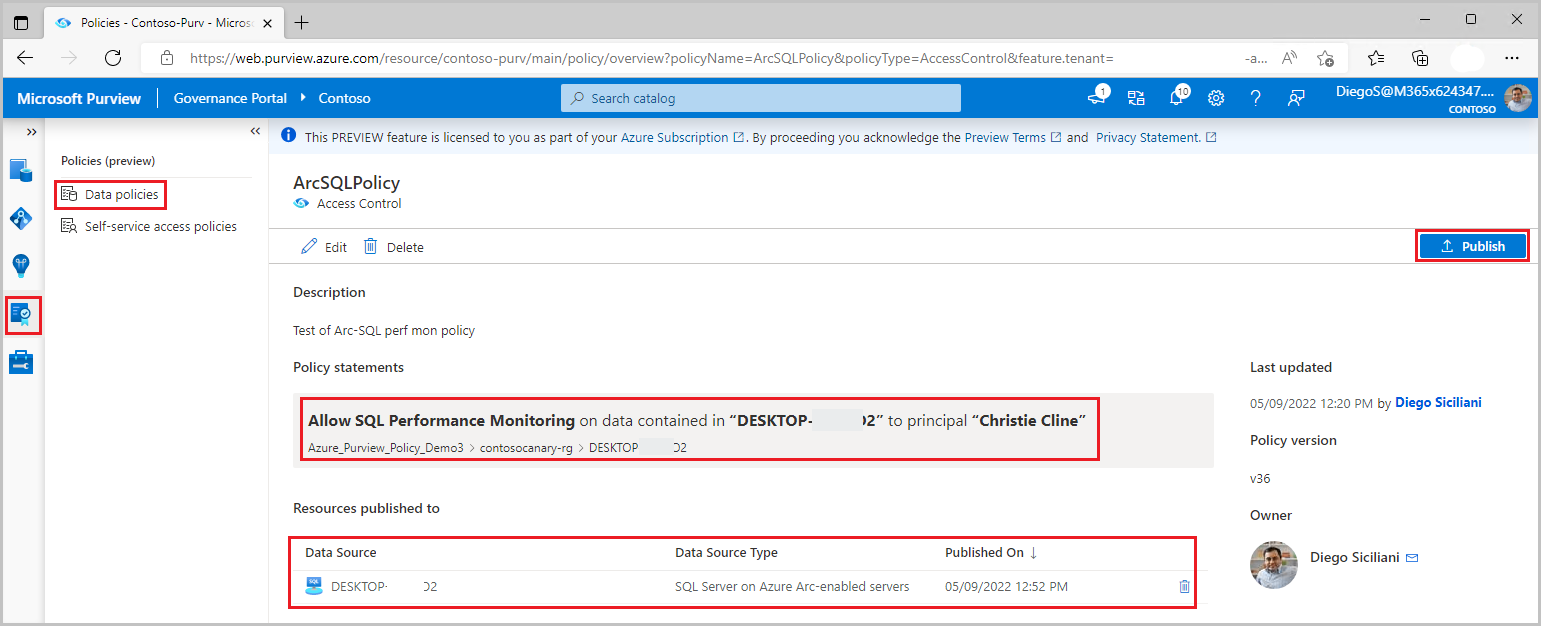 Policies - Contoso-Purv - Micros
https://web.purview.azure.com/resource/contoso-purv/main/policy/overview?policyName=ArcSQLPolicy&policyType=AccessControl&feature.tenant= -a...
Microsoft Purview Governance Portal Contoso
Search catalog
1
10
DiegoS@M365x624347....
CONTOSO
This PREVIEW feature is licensed to you as part of your Azure Subscription . By proceeding you acknowledge the Preview Terms and Privacy Statement.
Policies (preview)
Data policies
Self-service access policies
ArcSQLPolicy
Access Control
Edit Delete
Publish
Description
Test of Arc-SQL perf mon policy
Policy statements
Allow SQL Performance Monitoring on data contained in “DESKTOP- D2” to principal “Christie Cline”
Azure_Purview_Policy_Demo3 > contosocanary-rg > DESKTOP D2
Resources published to
Data Source Data Source Type Published On ↓
SQL DESKTOP- D2 SQL Server on Azure Arc-enabled servers 05/09/2022 12:52 PM
Last updated
05/09/2022 12:20 PM by Diego Siciliani
Policy version
v36
Owner
Diego Siciliani